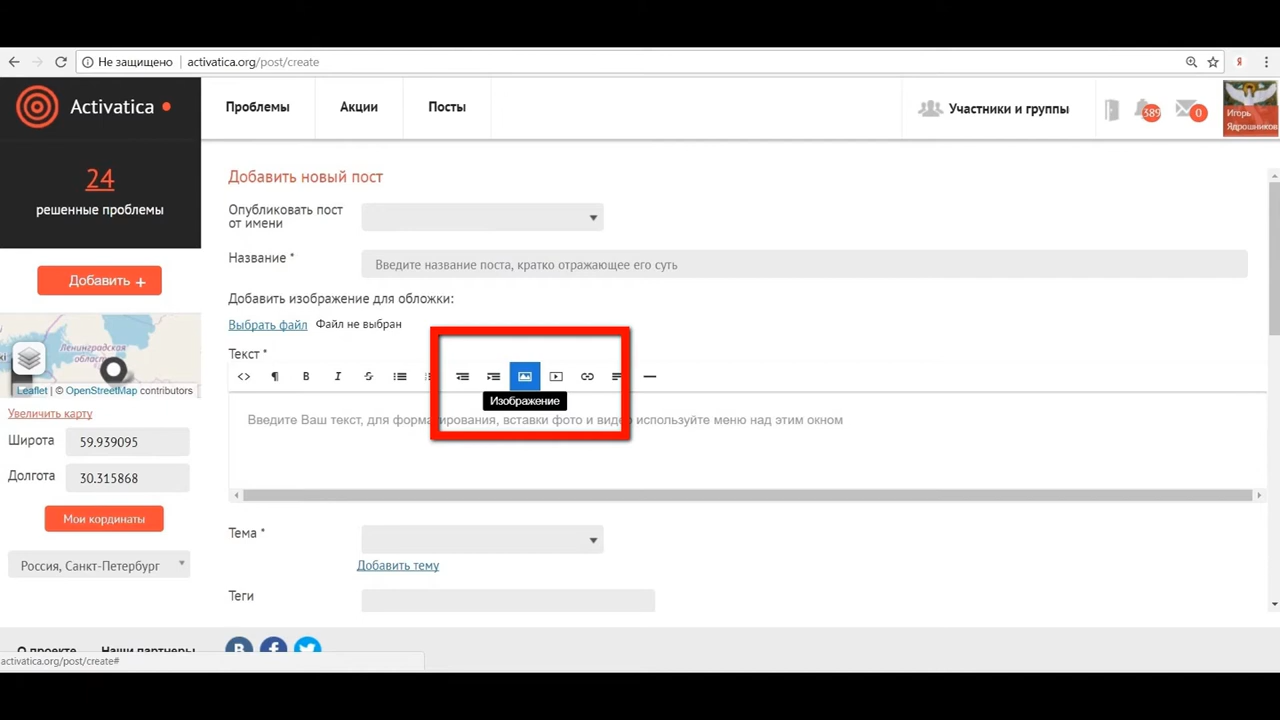 Не защищено activatica.org/post/create
Activatica
Проблемы
Акции
Посты
Участники и группы
389
0
Игорь
Ядрошников
24
решенные проблемы
Добавить +
Ленинградская
область
Leaflet | © OpenStreetMap contributors
Увеличить карту
Широта 59.939095
Долгота 30.315868
Мои кординаты
Россия, Санкт-Петербург
Добавить новый пост
Опубликовать пост
от имени
Название *
Введите название поста, кратко отражающее его суть
Добавить изображение для обложки:
Выбрать файл Файл не выбран
Текст *
Изображение
Введите Ваш текст, для форматирования, вставки фото и видео используйте меню над этим окном
Тема *
Добавить тему
Теги
О проекте Наши партнеры
activatica.org/post/create#